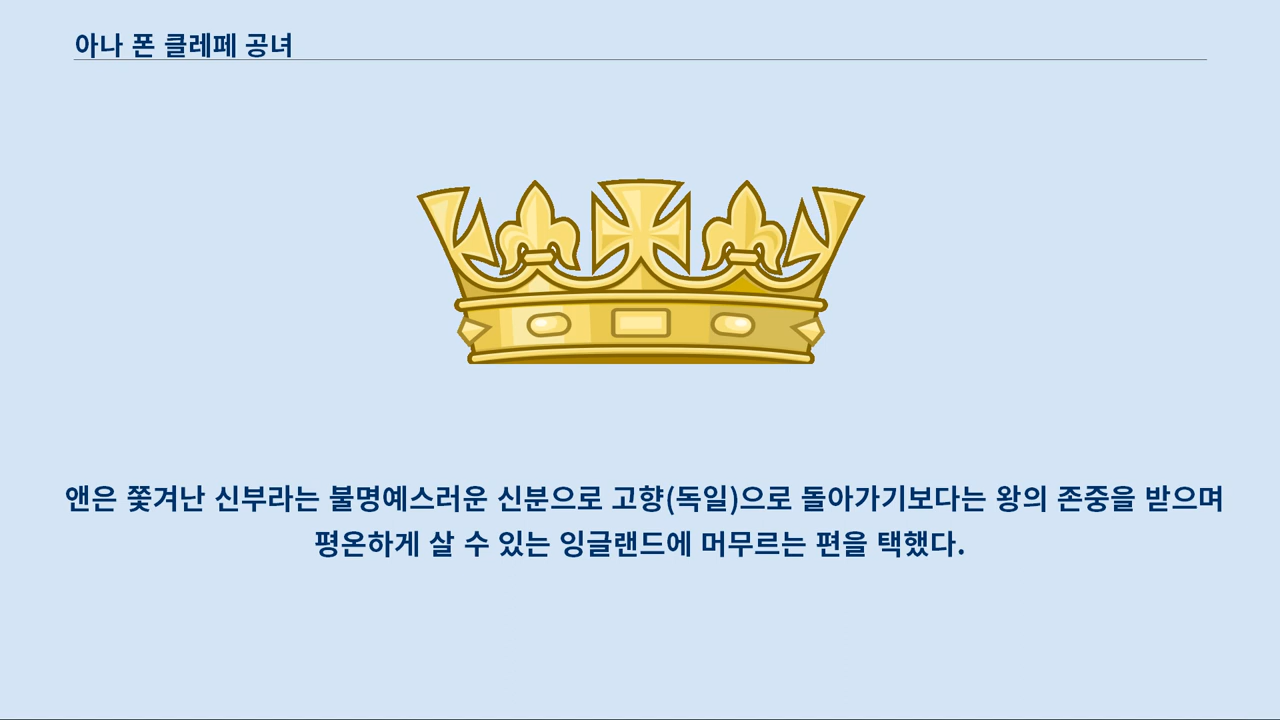 아나 폰 클레페 공녀
앤은 쫓겨난 신부라는 불명예스러운 신분으로 고향(독일)으로 돌아가기보다는 왕의 존중을 받으며
평온하게 살 수 있는 잉글랜드에 머무르는 편을 택했다.